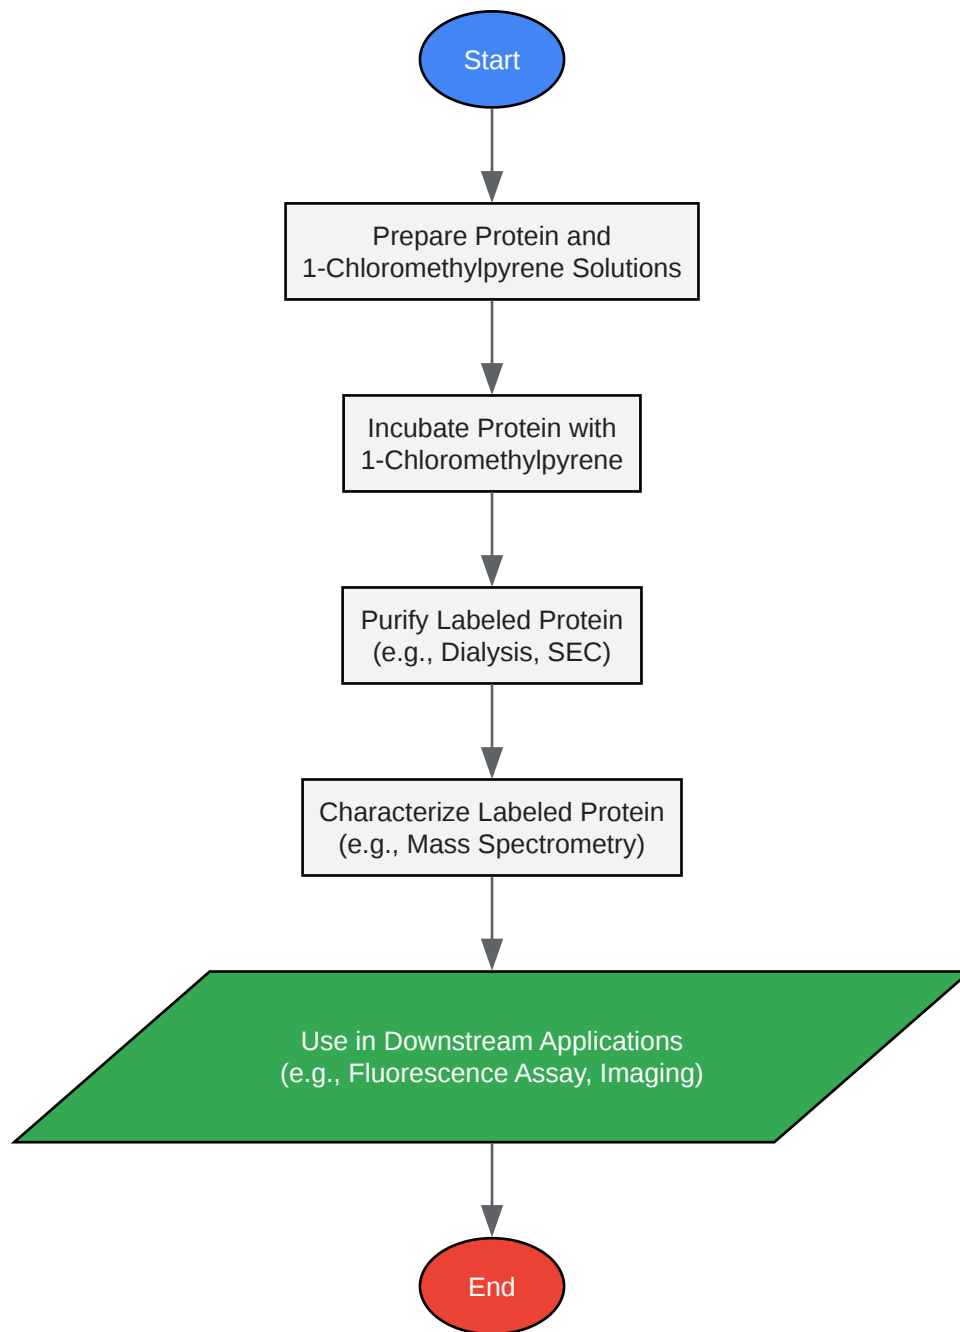 Start
Prepare Protein and
1-Chloromethylpyrene Solutions
Incubate Protein with
1-Chloromethylpyrene
Purify Labeled Protein
(e.g., Dialysis, SEC)
Characterize Labeled Protein
(e.g., Mass Spectrometry)
Use in Downstream Applications
(e.g., Fluorescence Assay, Imaging)
End